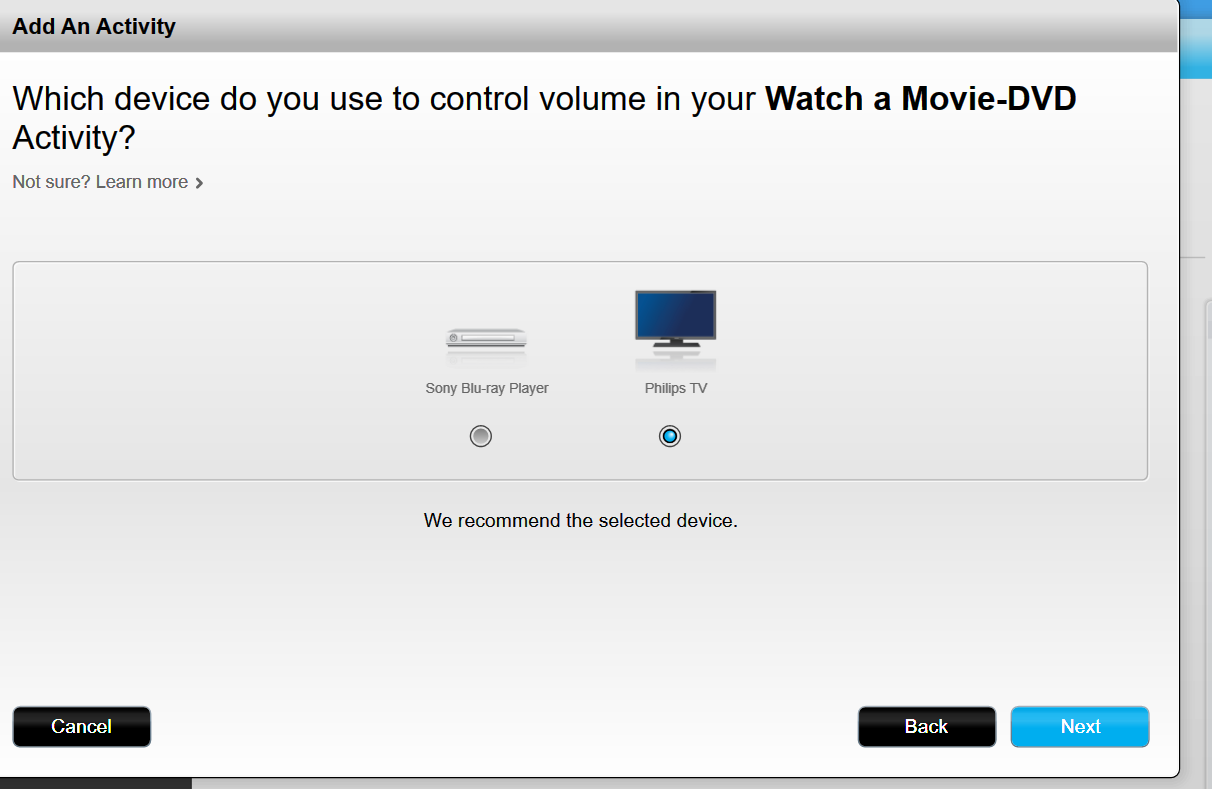 Add An Activity
Which device do you use to control volume in your Watch a Movie-DVD
Activity?
Not sure? Learn more >
Sony Blu-ray Player
Philips TV
We recommend the selected device.
Cancel
Back
Next